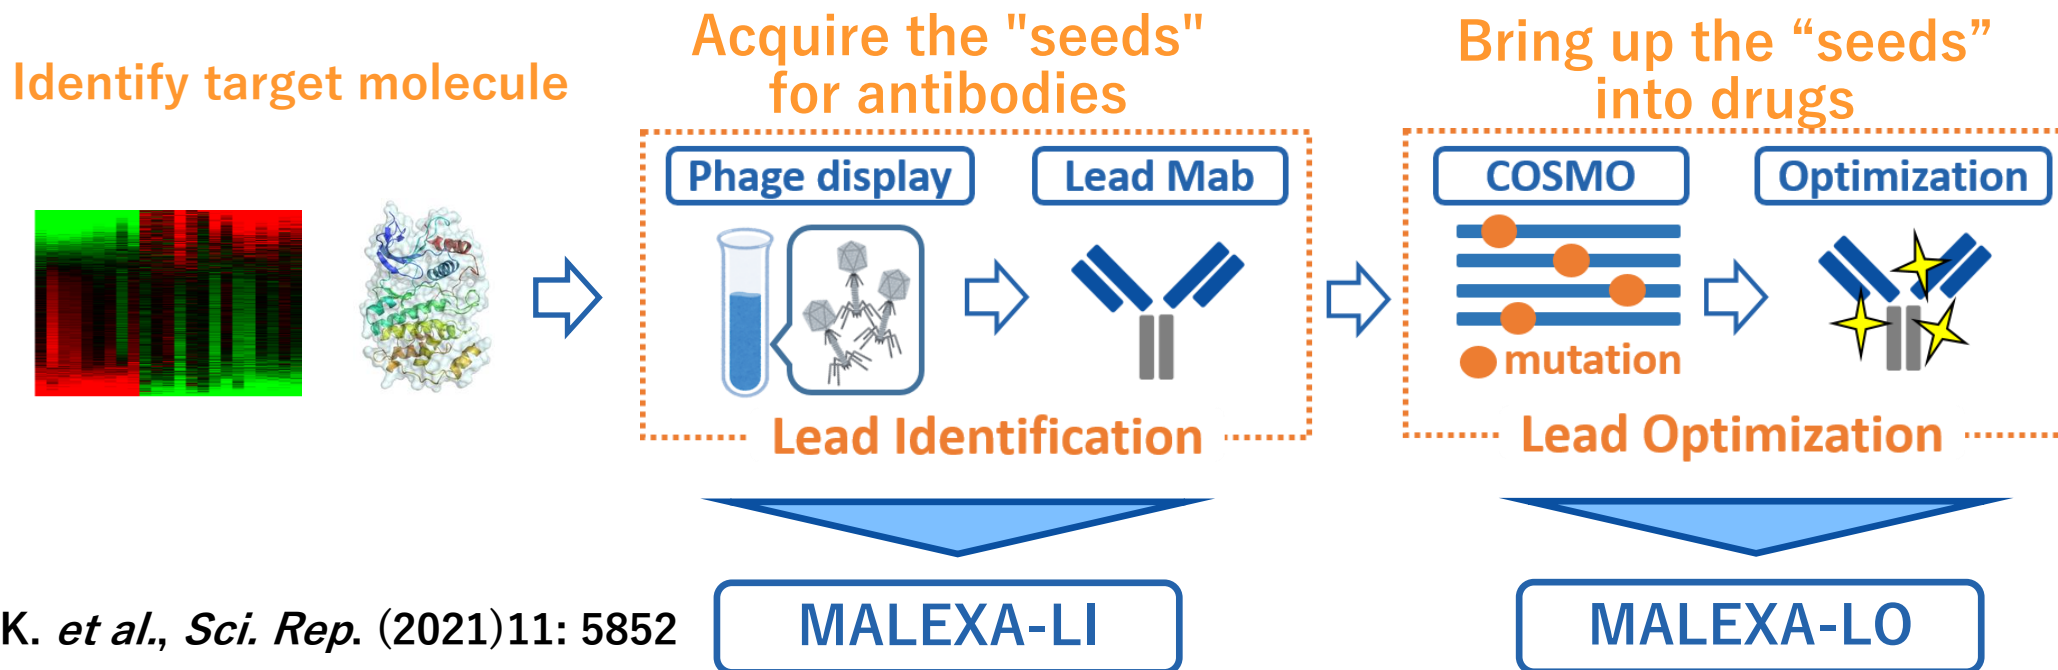 Identify target molecule
Acquire the "seeds"
for antibodies
Bring up the “seeds”
into drugs
Phage display
Lead Mab
COSMO
Optimization
mutation
Lead Identification
Lead Optimization
K. et al., Sci. Rep. (2021)11: 5852
MALEXA-LI
MALEXA-LO